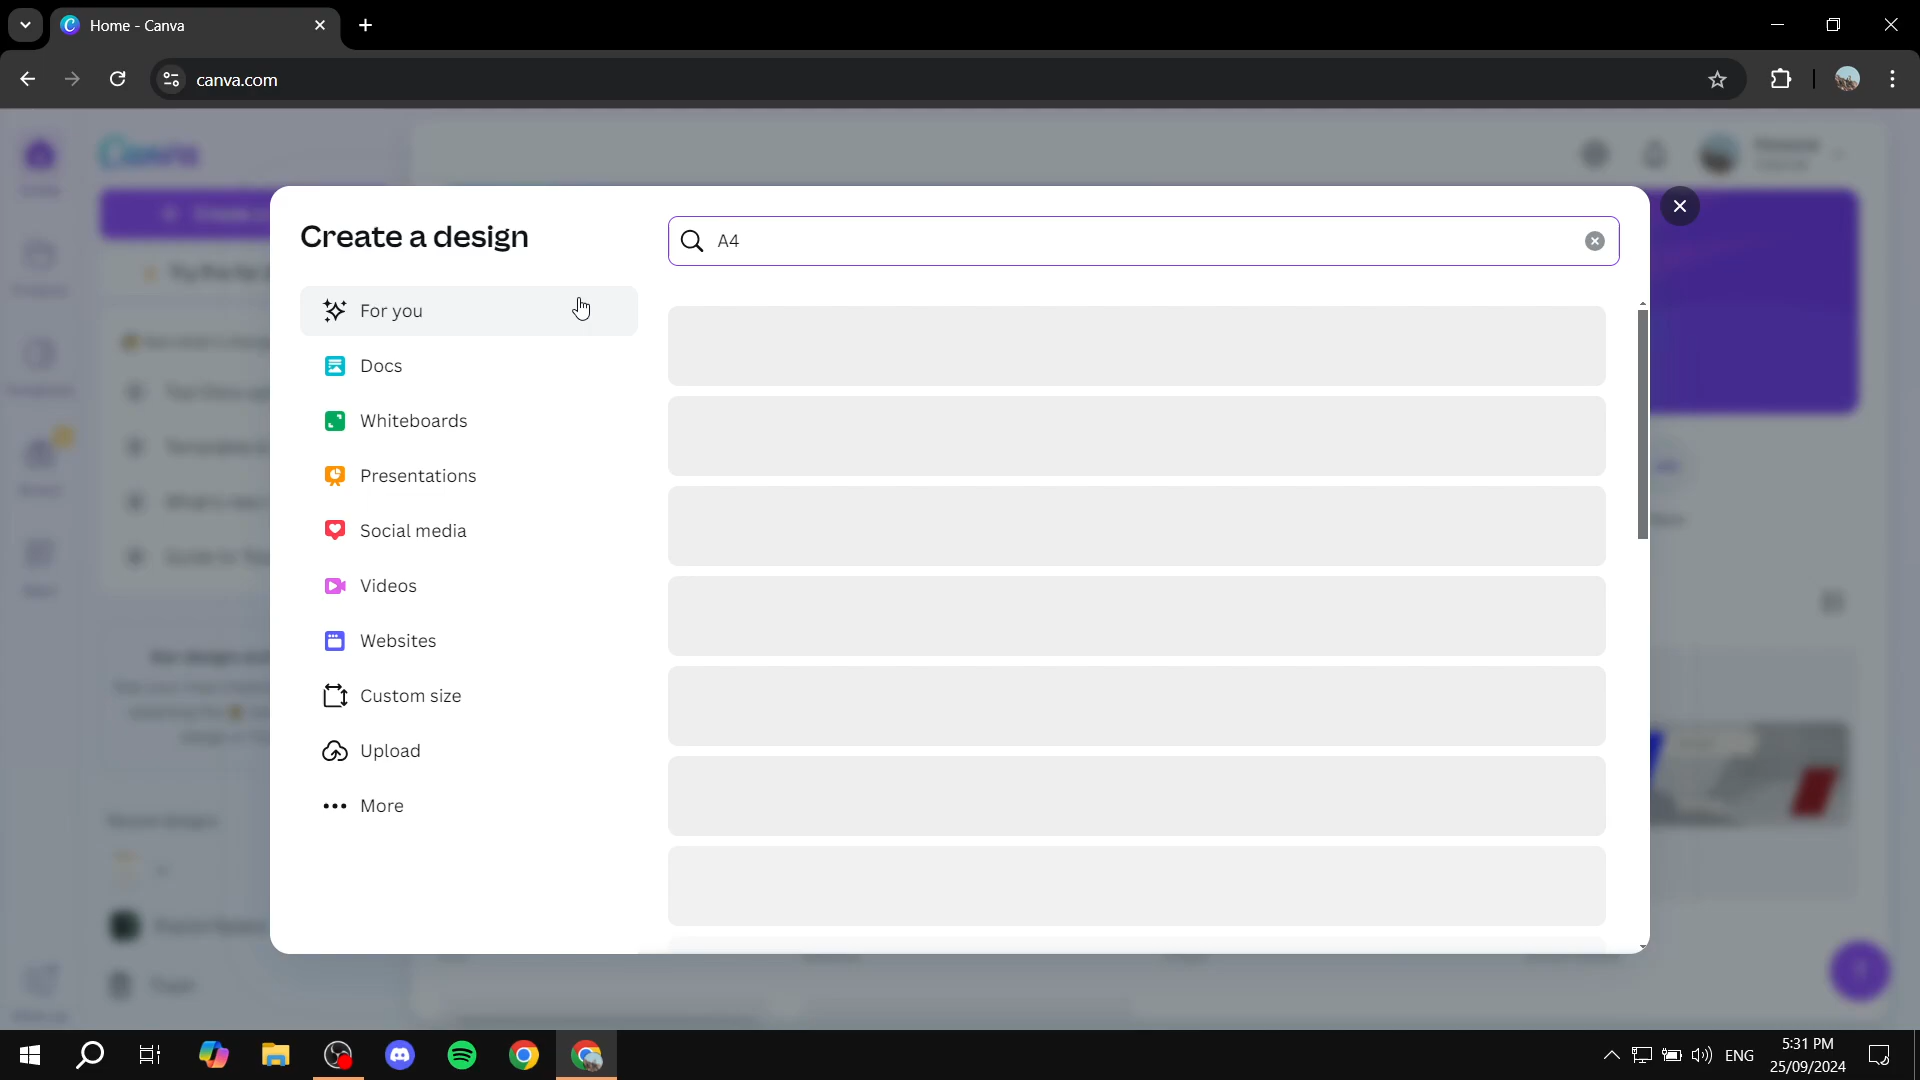 Home - Canva
canva.com
Canva
Create a design
A4
For you
Docs
Whiteboards
Presentations
Social media
Videos
Websites
Custom size
Upload
More
ENG
5:31 PM
25/09/2024